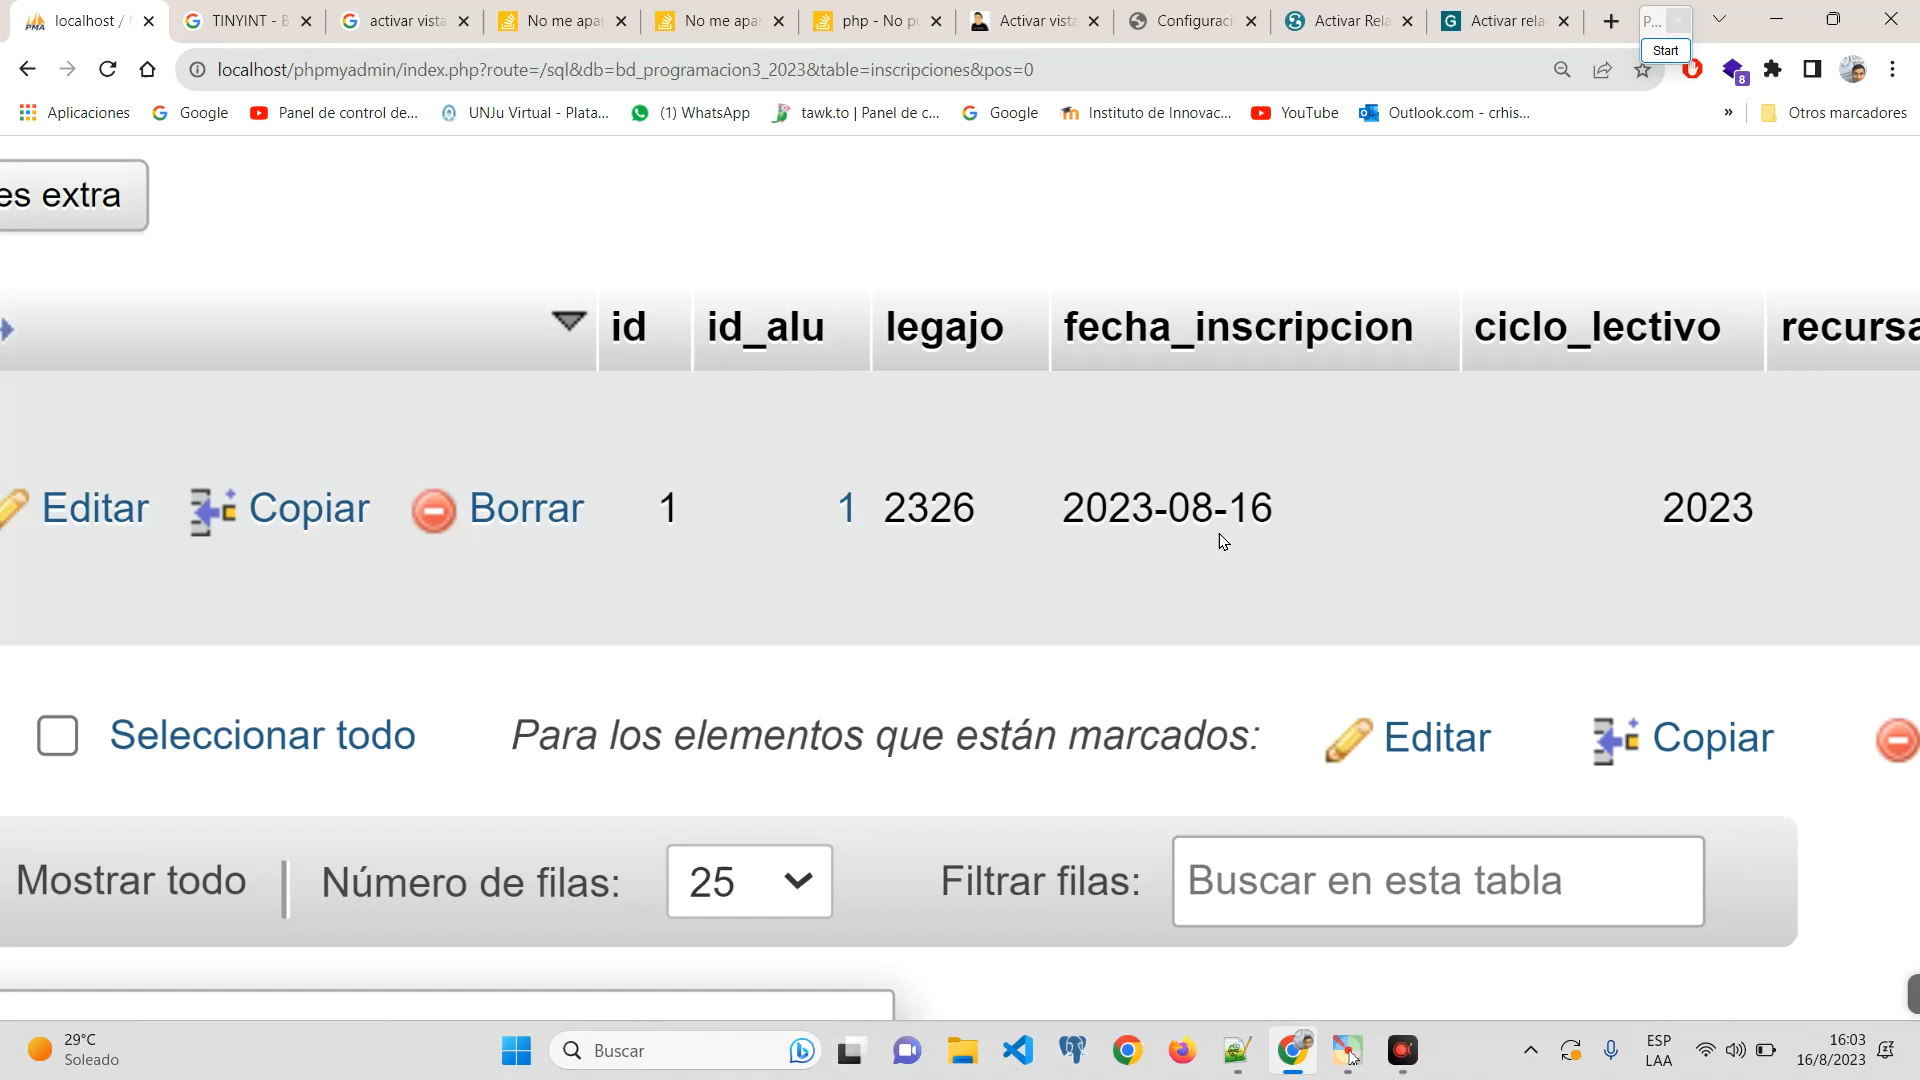 localhost / TINYINT - B activar vista No me apar No me apar php - No pu Activar vista Configuraci Activar Rela Activar rela P...
Start
localhost/phpmyadmin/index.php?route=/sql&db=bd_programacion3_2023&table=inscripciones&pos=0
8
Aplicaciones Google Panel de control de... UNJu Virtual - Plata... (1) WhatsApp tawk.to | Panel de c... Google Instituto de Innovac... YouTube Outlook.com - crhis... » Otros marcadores
es extra
id id_alu legajo fecha_inscripcion ciclo_lectivo recursa
Editar Copiar Borrar 1 1 2326 2023-08-16 2023
Seleccionar todo Para los elementos que están marcados: Editar Copiar
Mostrar todo Número de filas: 25 Filtrar filas: Buscar en esta tabla
29°C
Soleado
Buscar
ESP
LAA
16:03
16/8/2023